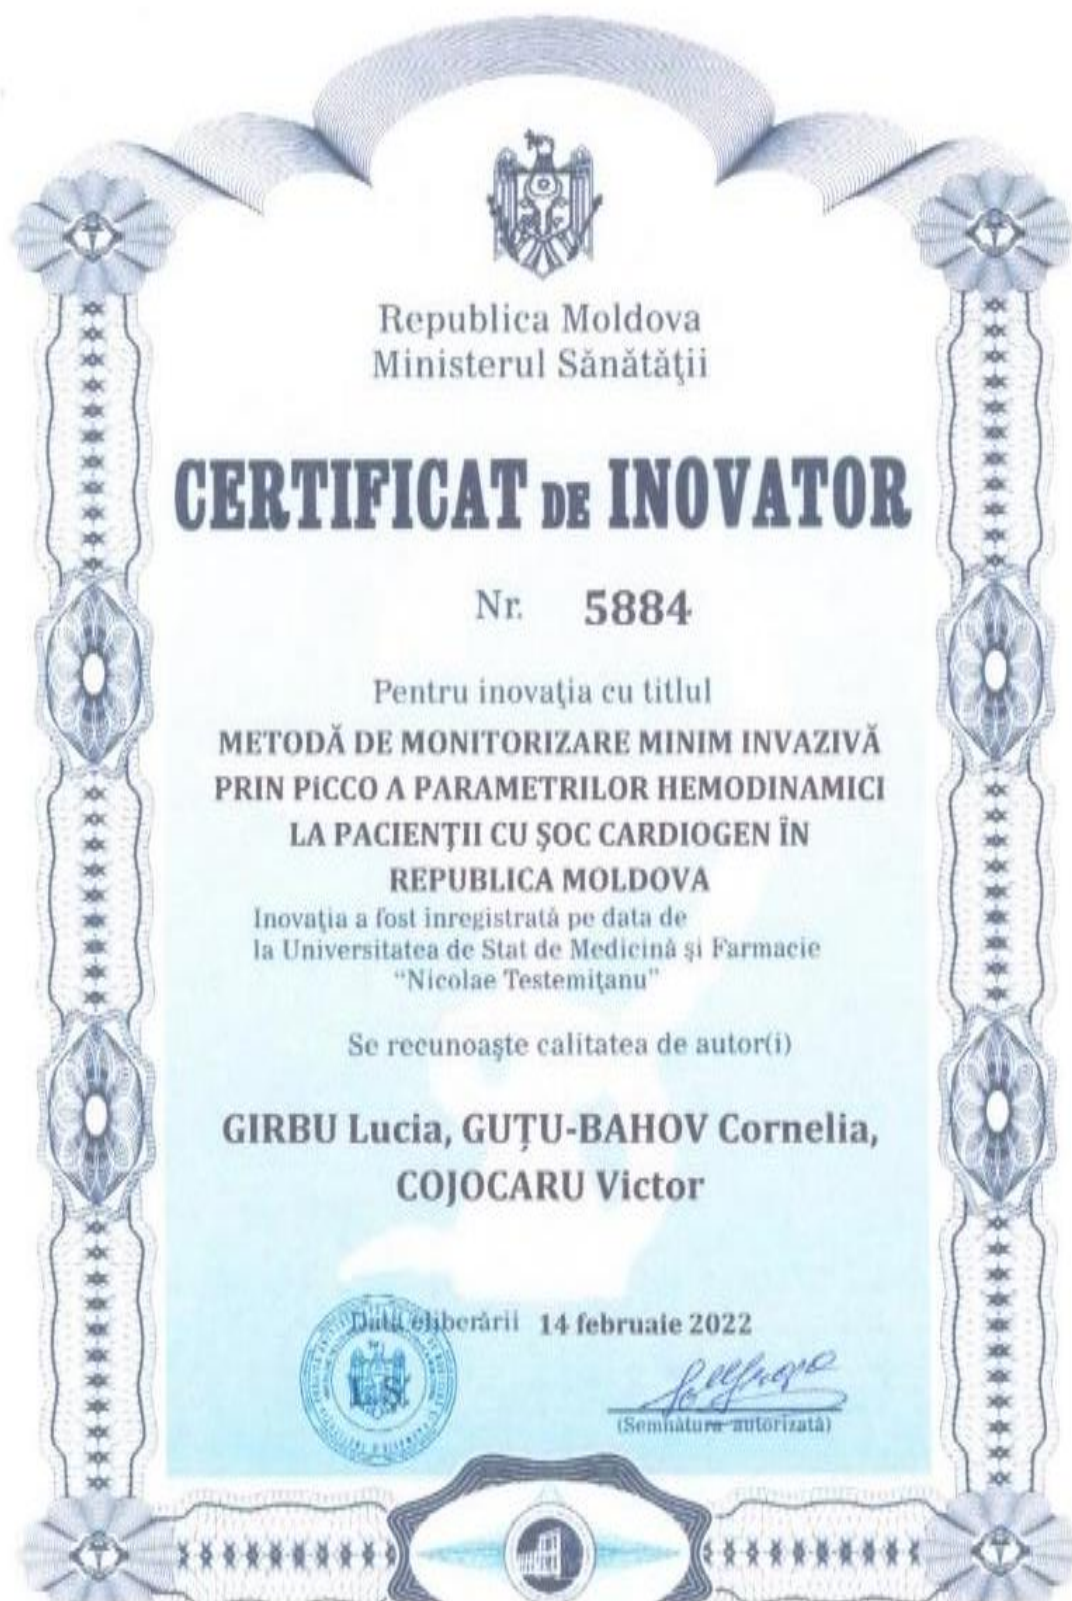 Republica Moldova
Ministerul Sănătăţii
CERTIFICAT DE INOVATOR
Nr. 5884
Pentru inovaţia cu titlul
METODĂ DE MONITORIZARE MINIM INVAZIVĂ
PRIN PiCCO A PARAMETRILOR HEMODINAMICI
LA PACIENŢII CU ŞOC CARDIOGEN ÎN
REPUBLICA MOLDOVA
Inovaţia a fost înregistrată pe data de
la Universitatea de Stat de Medicină şi Farmacie
“Nicolae Testemiţanu”
Se recunoaşte calitatea de autor(i)
GIRBU Lucia, GUŢU-BAHOV Cornelia,
COJOCARU Victor
Data eliberării 14 februaie 2022
L.S.
(Semnătura autorizată)